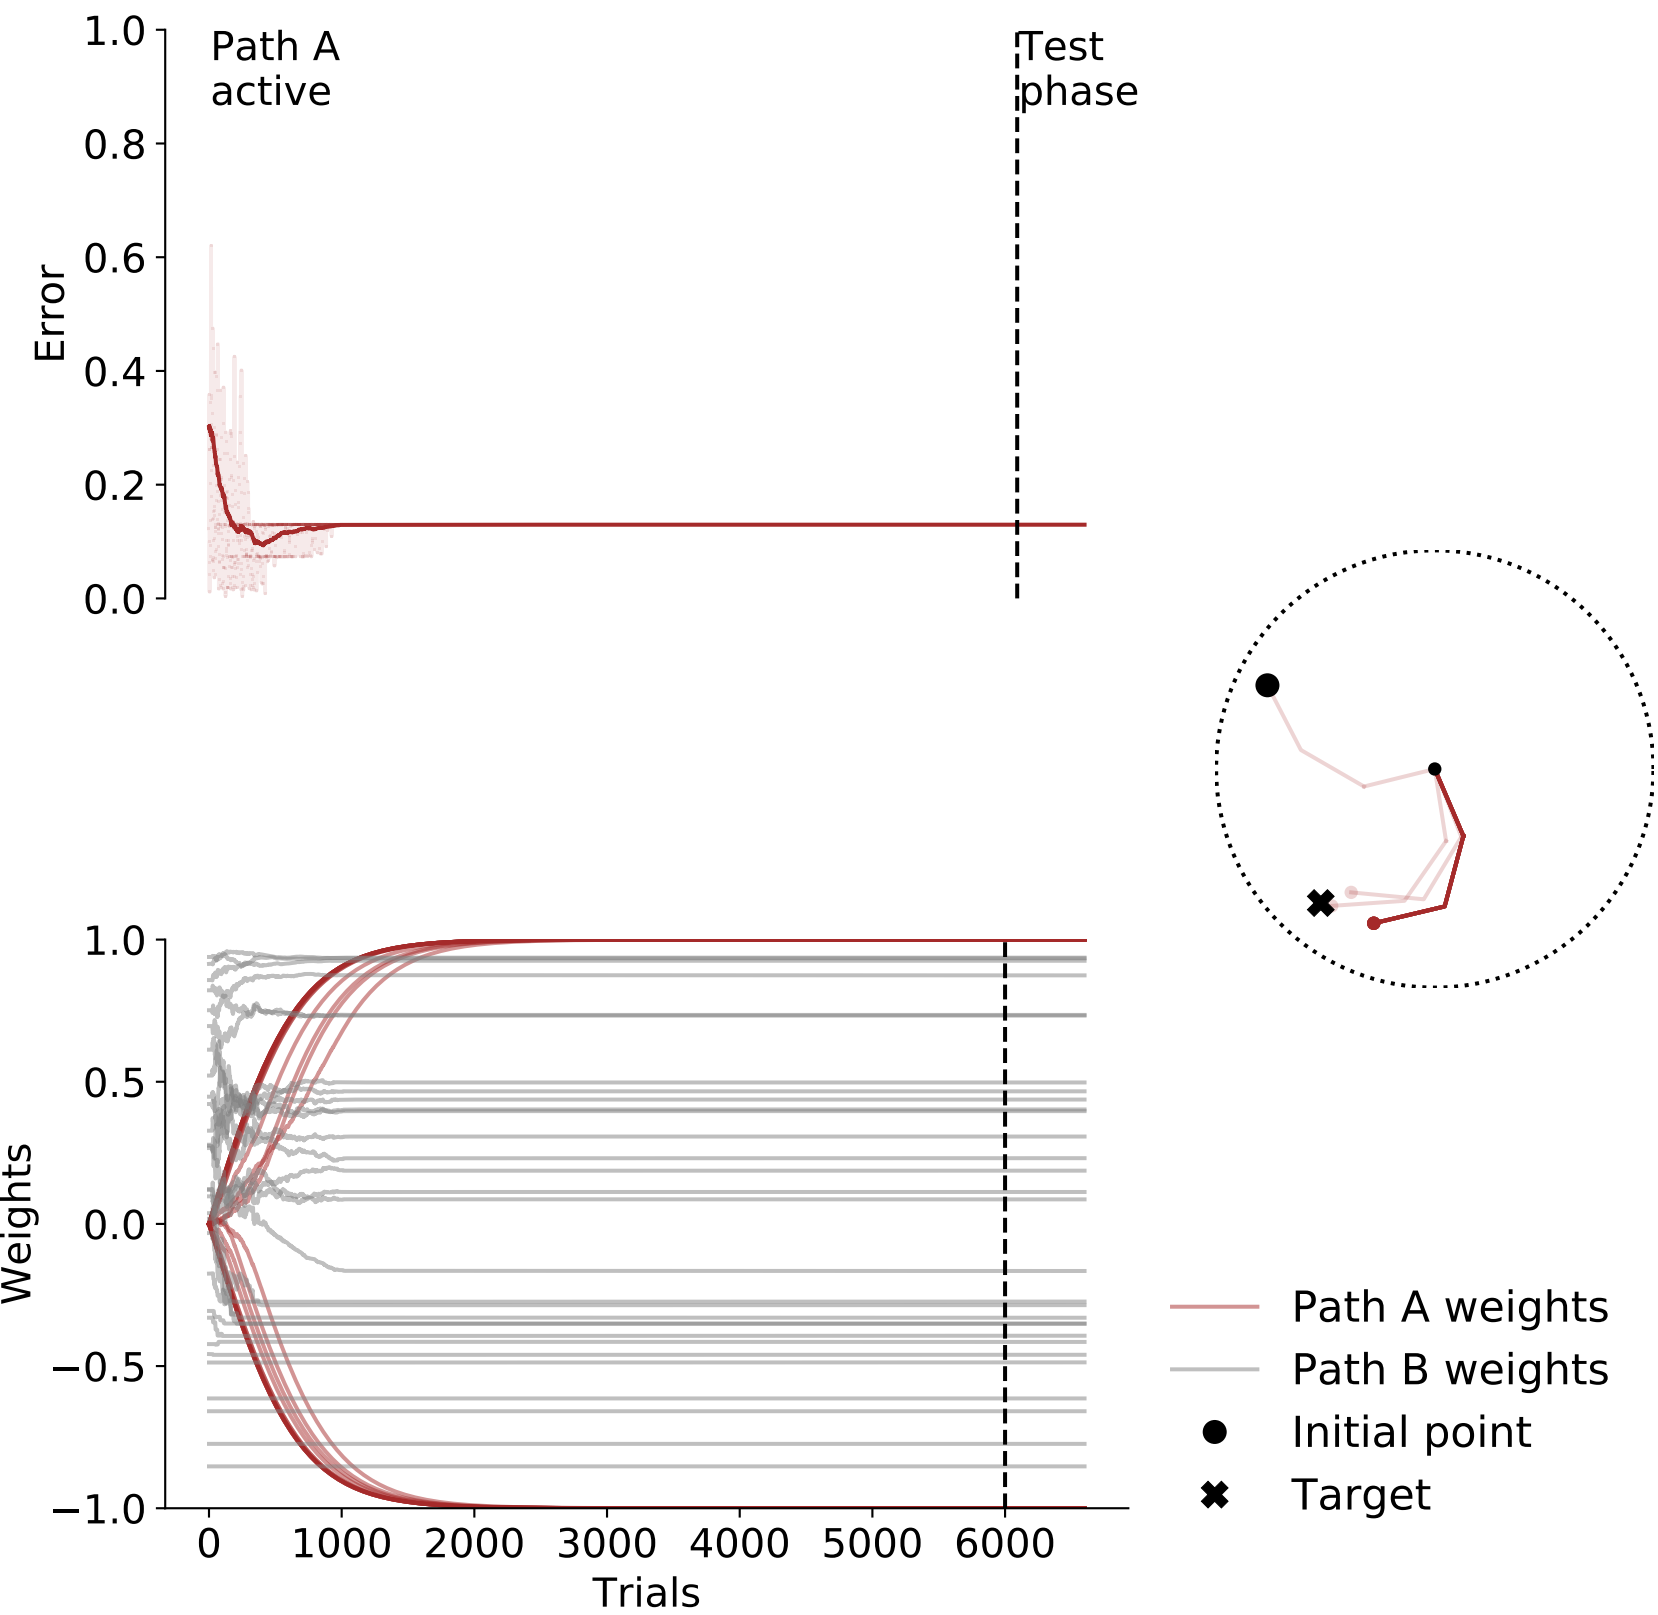 Path A
active
Test
phase
1.0
0.8
0.6
0.4
0.2
0.0
Error
1.0
0.5
0.0
−0.5
−1.0
Weights
0 1000 2000 3000 4000 5000 6000
Trials
Path A weights
Path B weights
Initial point
Target